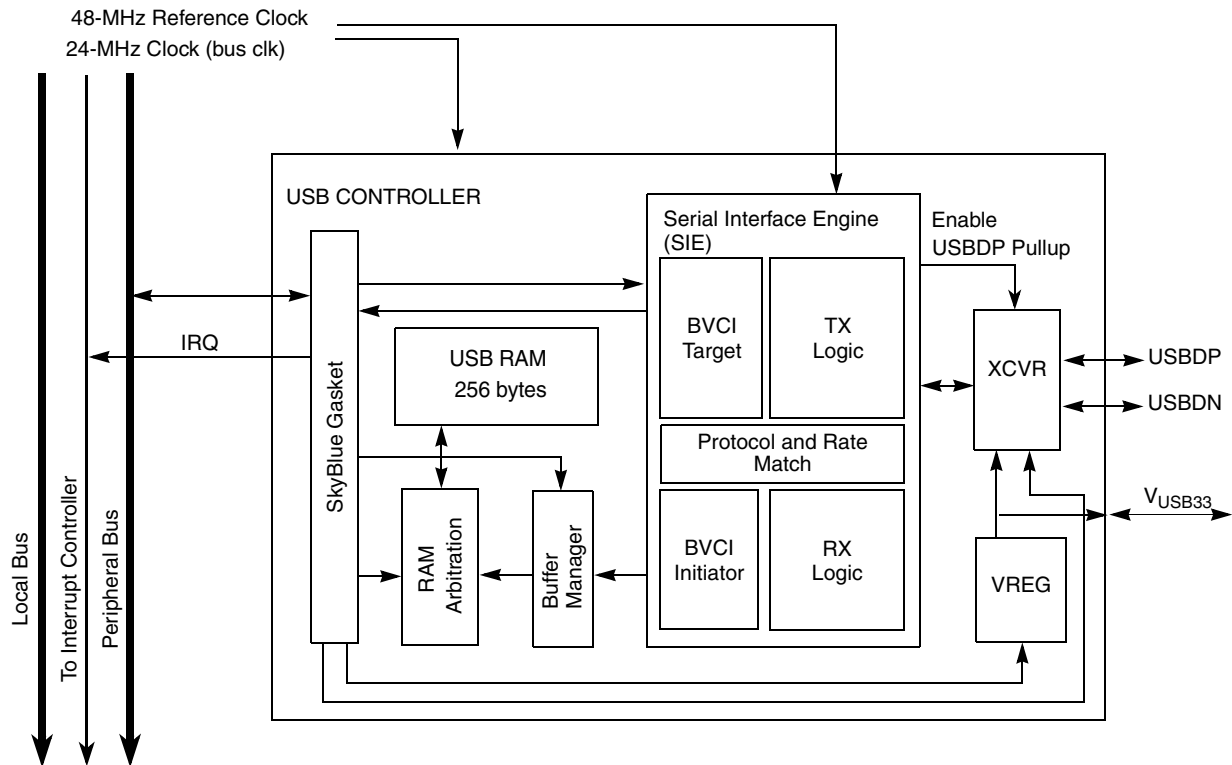 48-MHz Reference Clock
24-MHz Clock (bus clk)
USB CONTROLLER
Serial Interface Engine
(SIE)
Enable
USBDP Pullup
BVCI
Target
TX
Logic
XCVR
USBDP
USBDN
IRQ
USB RAM
256 bytes
SkyBlue Gasket
Protocol and Rate
Match
VUSB33
RAM
Arbitration
Buffer
Manager
BVCI
Initiator
RX
Logic
VREG
Local Bus
To Interrupt Controller
Peripheral Bus